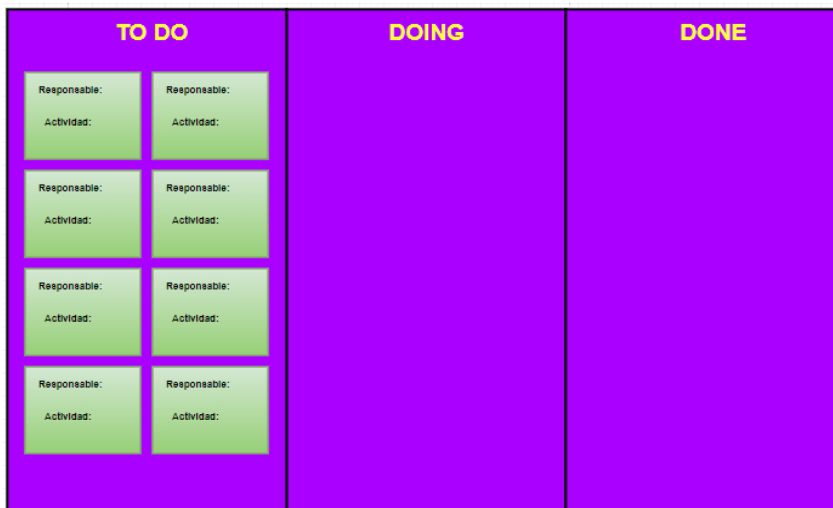 TO DO
DOING
DONE
Responsable:
Actividad:
Responsable:
Actividad:
Responsable:
Actividad:
Responsable:
Actividad:
Responsable:
Actividad:
Responsable:
Actividad:
Responsable:
Actividad:
Responsable:
Actividad: